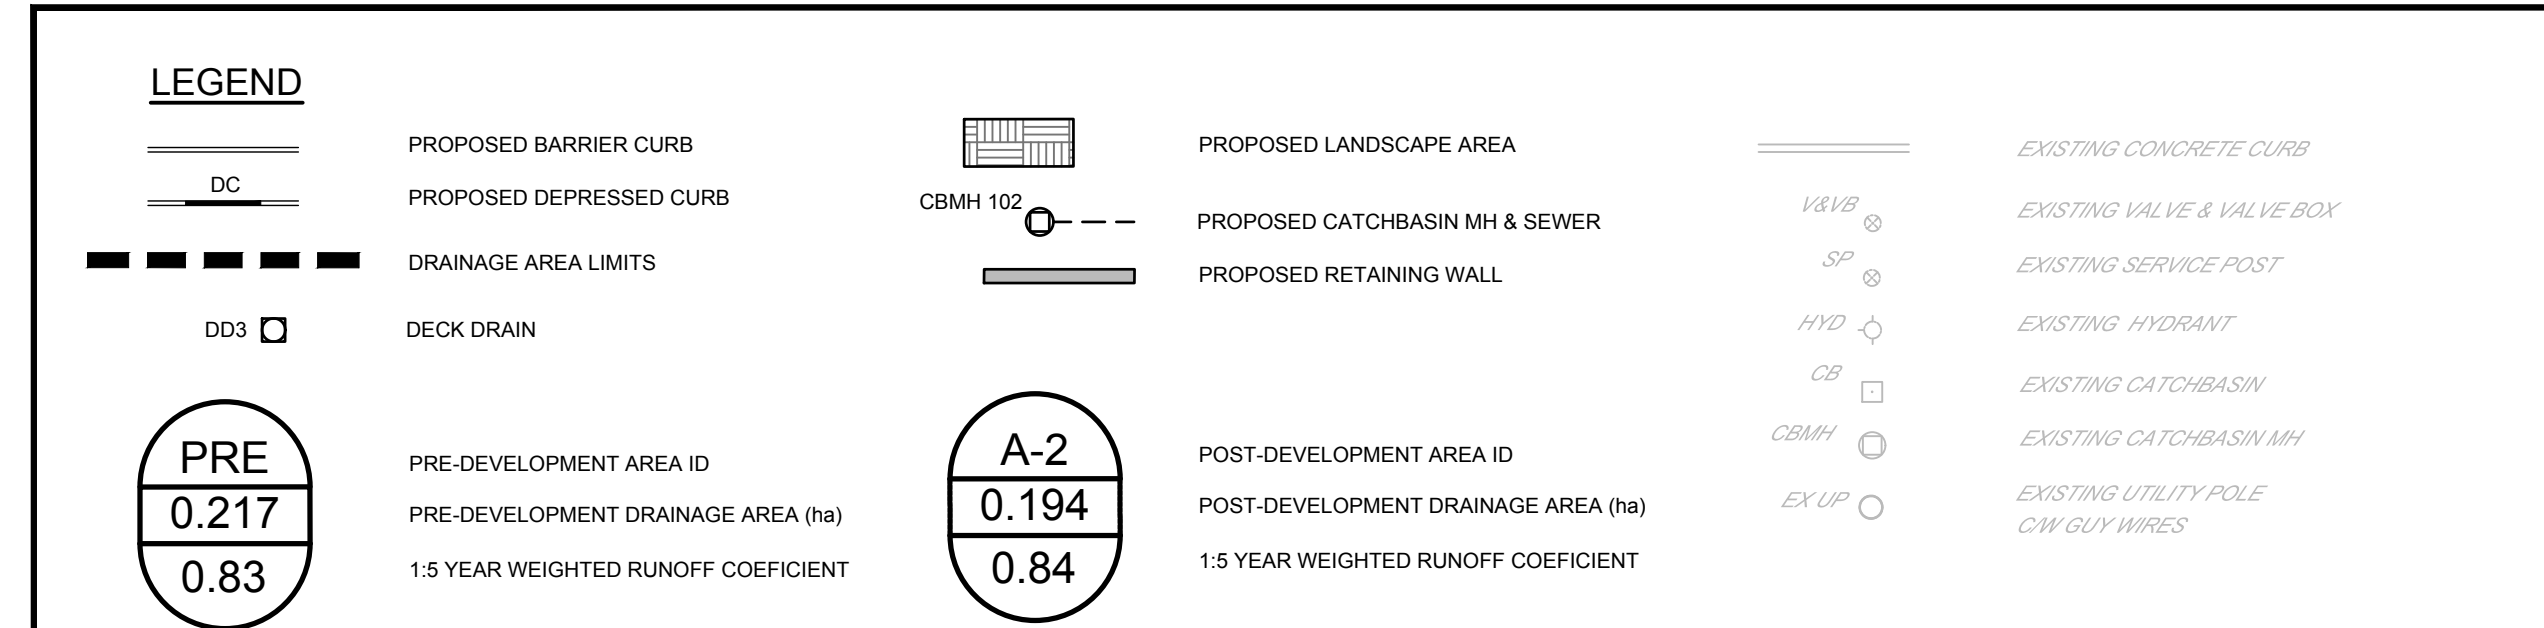 LEGEND
PROPOSED BARRIER CURB
DC
PROPOSED DEPRESSED CURB
DRAINAGE AREA LIMITS
DD3
DECK DRAIN
PRE
0.217
0.83
PRE-DEVELOPMENT AREA ID
PRE-DEVELOPMENT DRAINAGE AREA (ha)
1:5 YEAR WEIGHTED RUNOFF COEFICIENT
PROPOSED LANDSCAPE AREA
CBMH 102
PROPOSED CATCHBASIN MH & SEWER
PROPOSED RETAINING WALL
A-2
0.194
0.84
POST-DEVELOPMENT AREA ID
POST-DEVELOPMENT DRAINAGE AREA (ha)
1:5 YEAR WEIGHTED RUNOFF COEFICIENT
EXISTING CONCRETE CURB
V&VB
EXISTING VALVE & VALVE BOX
SP
EXISTING SERVICE POST
HYD
EXISTING HYDRANT
CB
EXISTING CATCHBASIN
CBMH
EXISTING CATCHBASIN MH
EX UP
EXISTING UTILITY POLE
C/W GUY WIRES